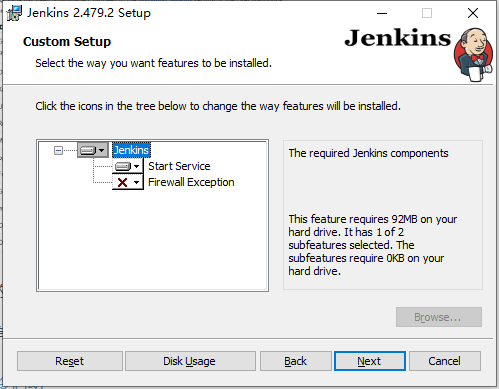 Jenkins 2.479.2 Setup
Custom Setup
Select the way you want features to be installed.
Jenkins
Click the icons in the tree below to change the way features will be installed.
Jenkins
Start Service
Firewall Exception
The required Jenkins components
This feature requires 92MB on your
hard drive. It has 1 of 2
subfeatures selected. The
subfeatures require 0KB on your
hard drive.
Browse...
Reset
Disk Usage
Back
Next
Cancel